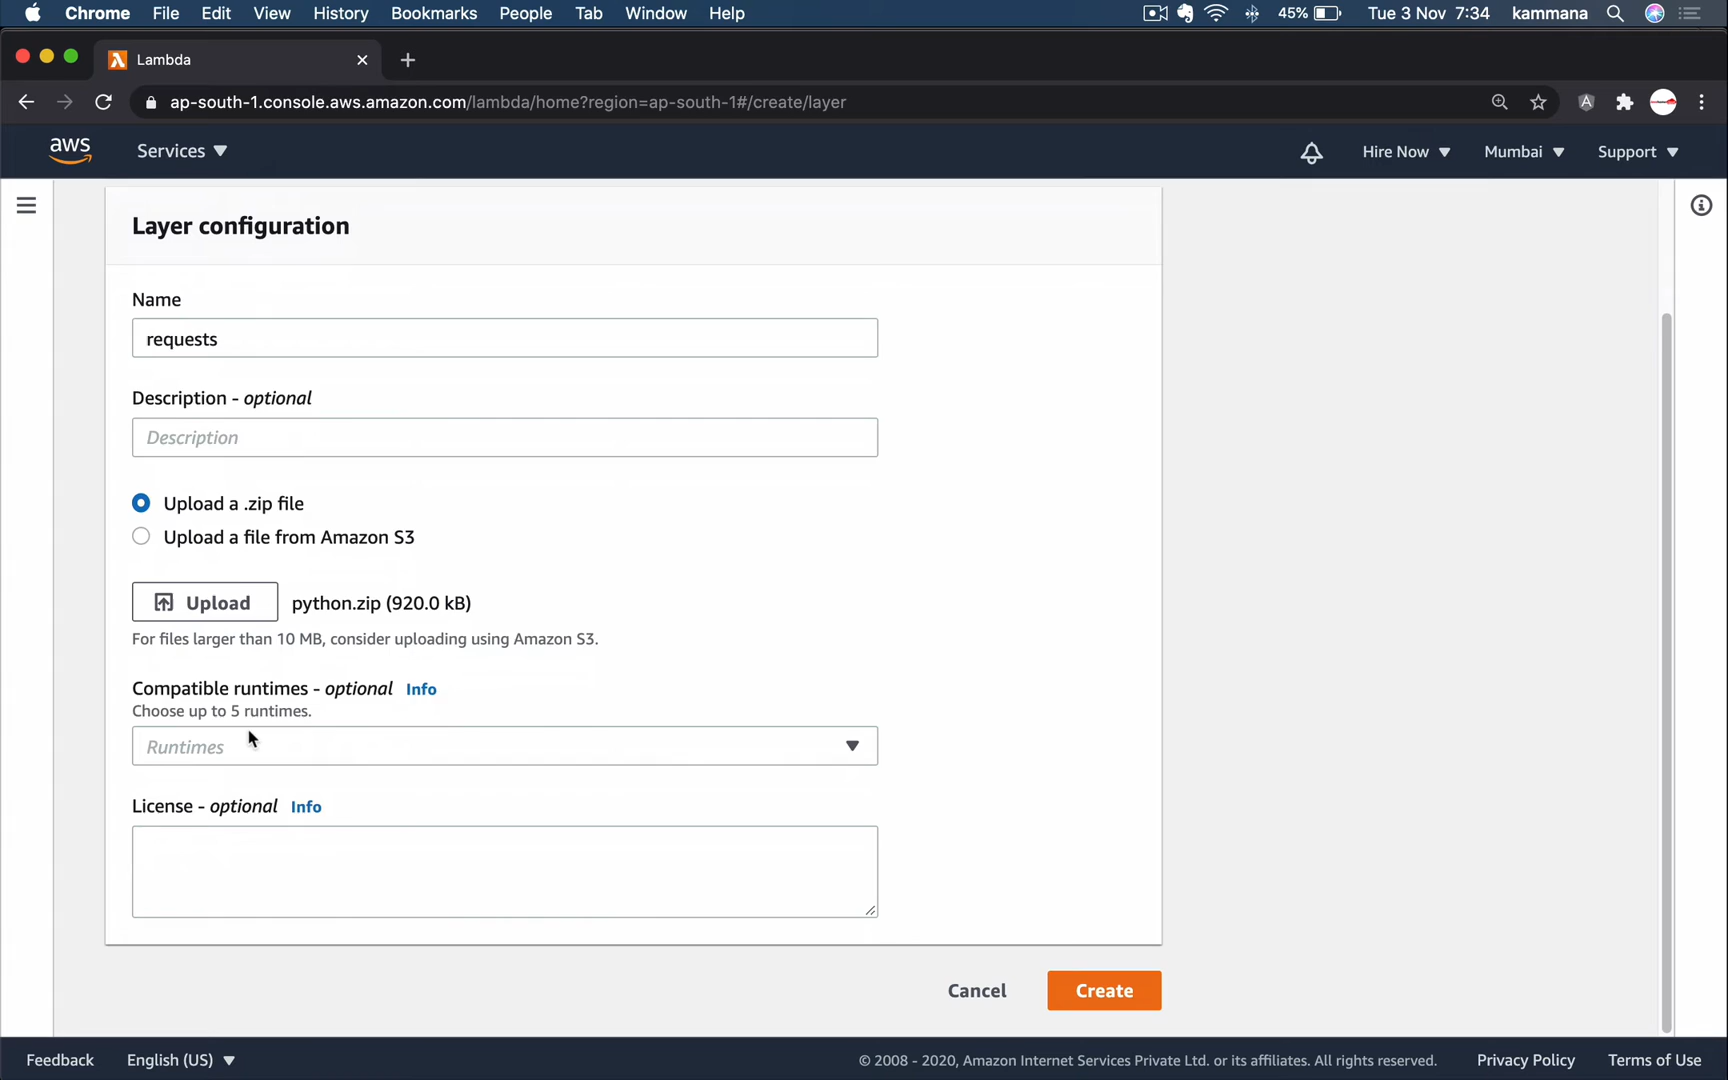 Chrome File Edit View History Bookmarks People Tab Window Help 45% Tue 3 Nov 7:34 kammana
Lambda
ap-south-1.console.aws.amazon.com/lambda/home?region=ap-south-1#/create/layer
aws Services Hire Now Mumbai Support
Layer configuration
Name
requests
Description - optional
Description
Upload a .zip file
Upload a file from Amazon S3
Upload python.zip (920.0 kB)
For files larger than 10 MB, consider uploading using Amazon S3.
Compatible runtimes - optional Info
Choose up to 5 runtimes.
Runtimes
License - optional Info
Cancel Create
Feedback English (US) © 2008 - 2020, Amazon Internet Services Private Ltd. or its affiliates. All rights reserved. Privacy Policy Terms of Use